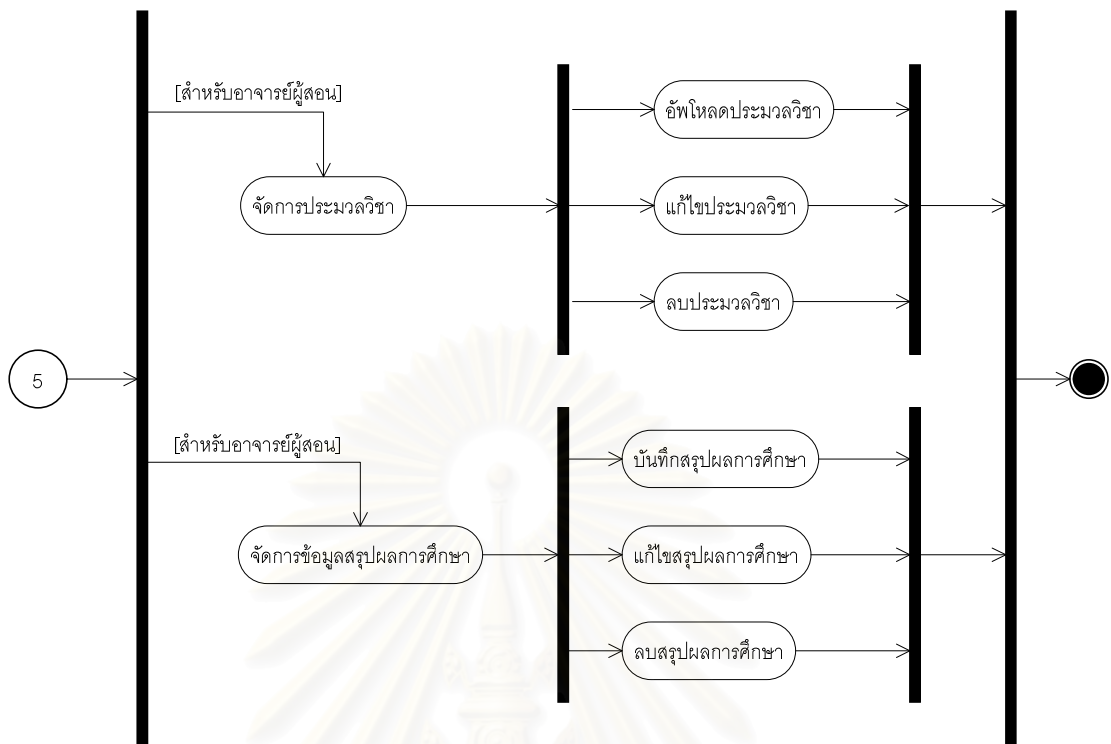 [สำหรับอาจารย์ผู้สอน]
อัพโหลดประมวลวิชา
จัดการประมวลวิชา
แก้ไขประมวลวิชา
ลบประมวลวิชา
5
[สำหรับอาจารย์ผู้สอน]
บันทึกสรุปผลการศึกษา
จัดการข้อมูลสรุปผลการศึกษา
แก้ไขสรุปผลการศึกษา
ลบสรุปผลการศึกษา